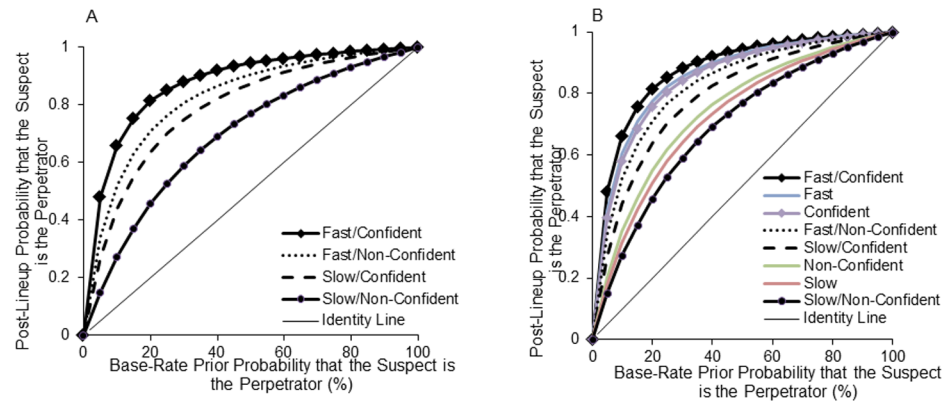 A
Post-Lineup Probability that the Suspect
is the Perpetrator
1
0.8
0.6
0.4
0.2
0
0
20
40
60
80
100
Fast/Confident
Fast/Non-Confident
Slow/Confident
Slow/Non-Confident
Identity Line
Base-Rate Prior Probability that the Suspect is
the Perpetrator (%)
B
Post-Lineup Probability that the Suspect
is the Perpetrator
1
0.8
0.6
0.4
0.2
0
0
20
40
60
80
100
Fast/Confident
Fast
Confident
Fast/Non-Confident
Slow/Confident
Non-Confident
Slow
Slow/Non-Confident
Identity Line
Base-Rate Prior Probability that the Suspect
is the Perpetrator (%)